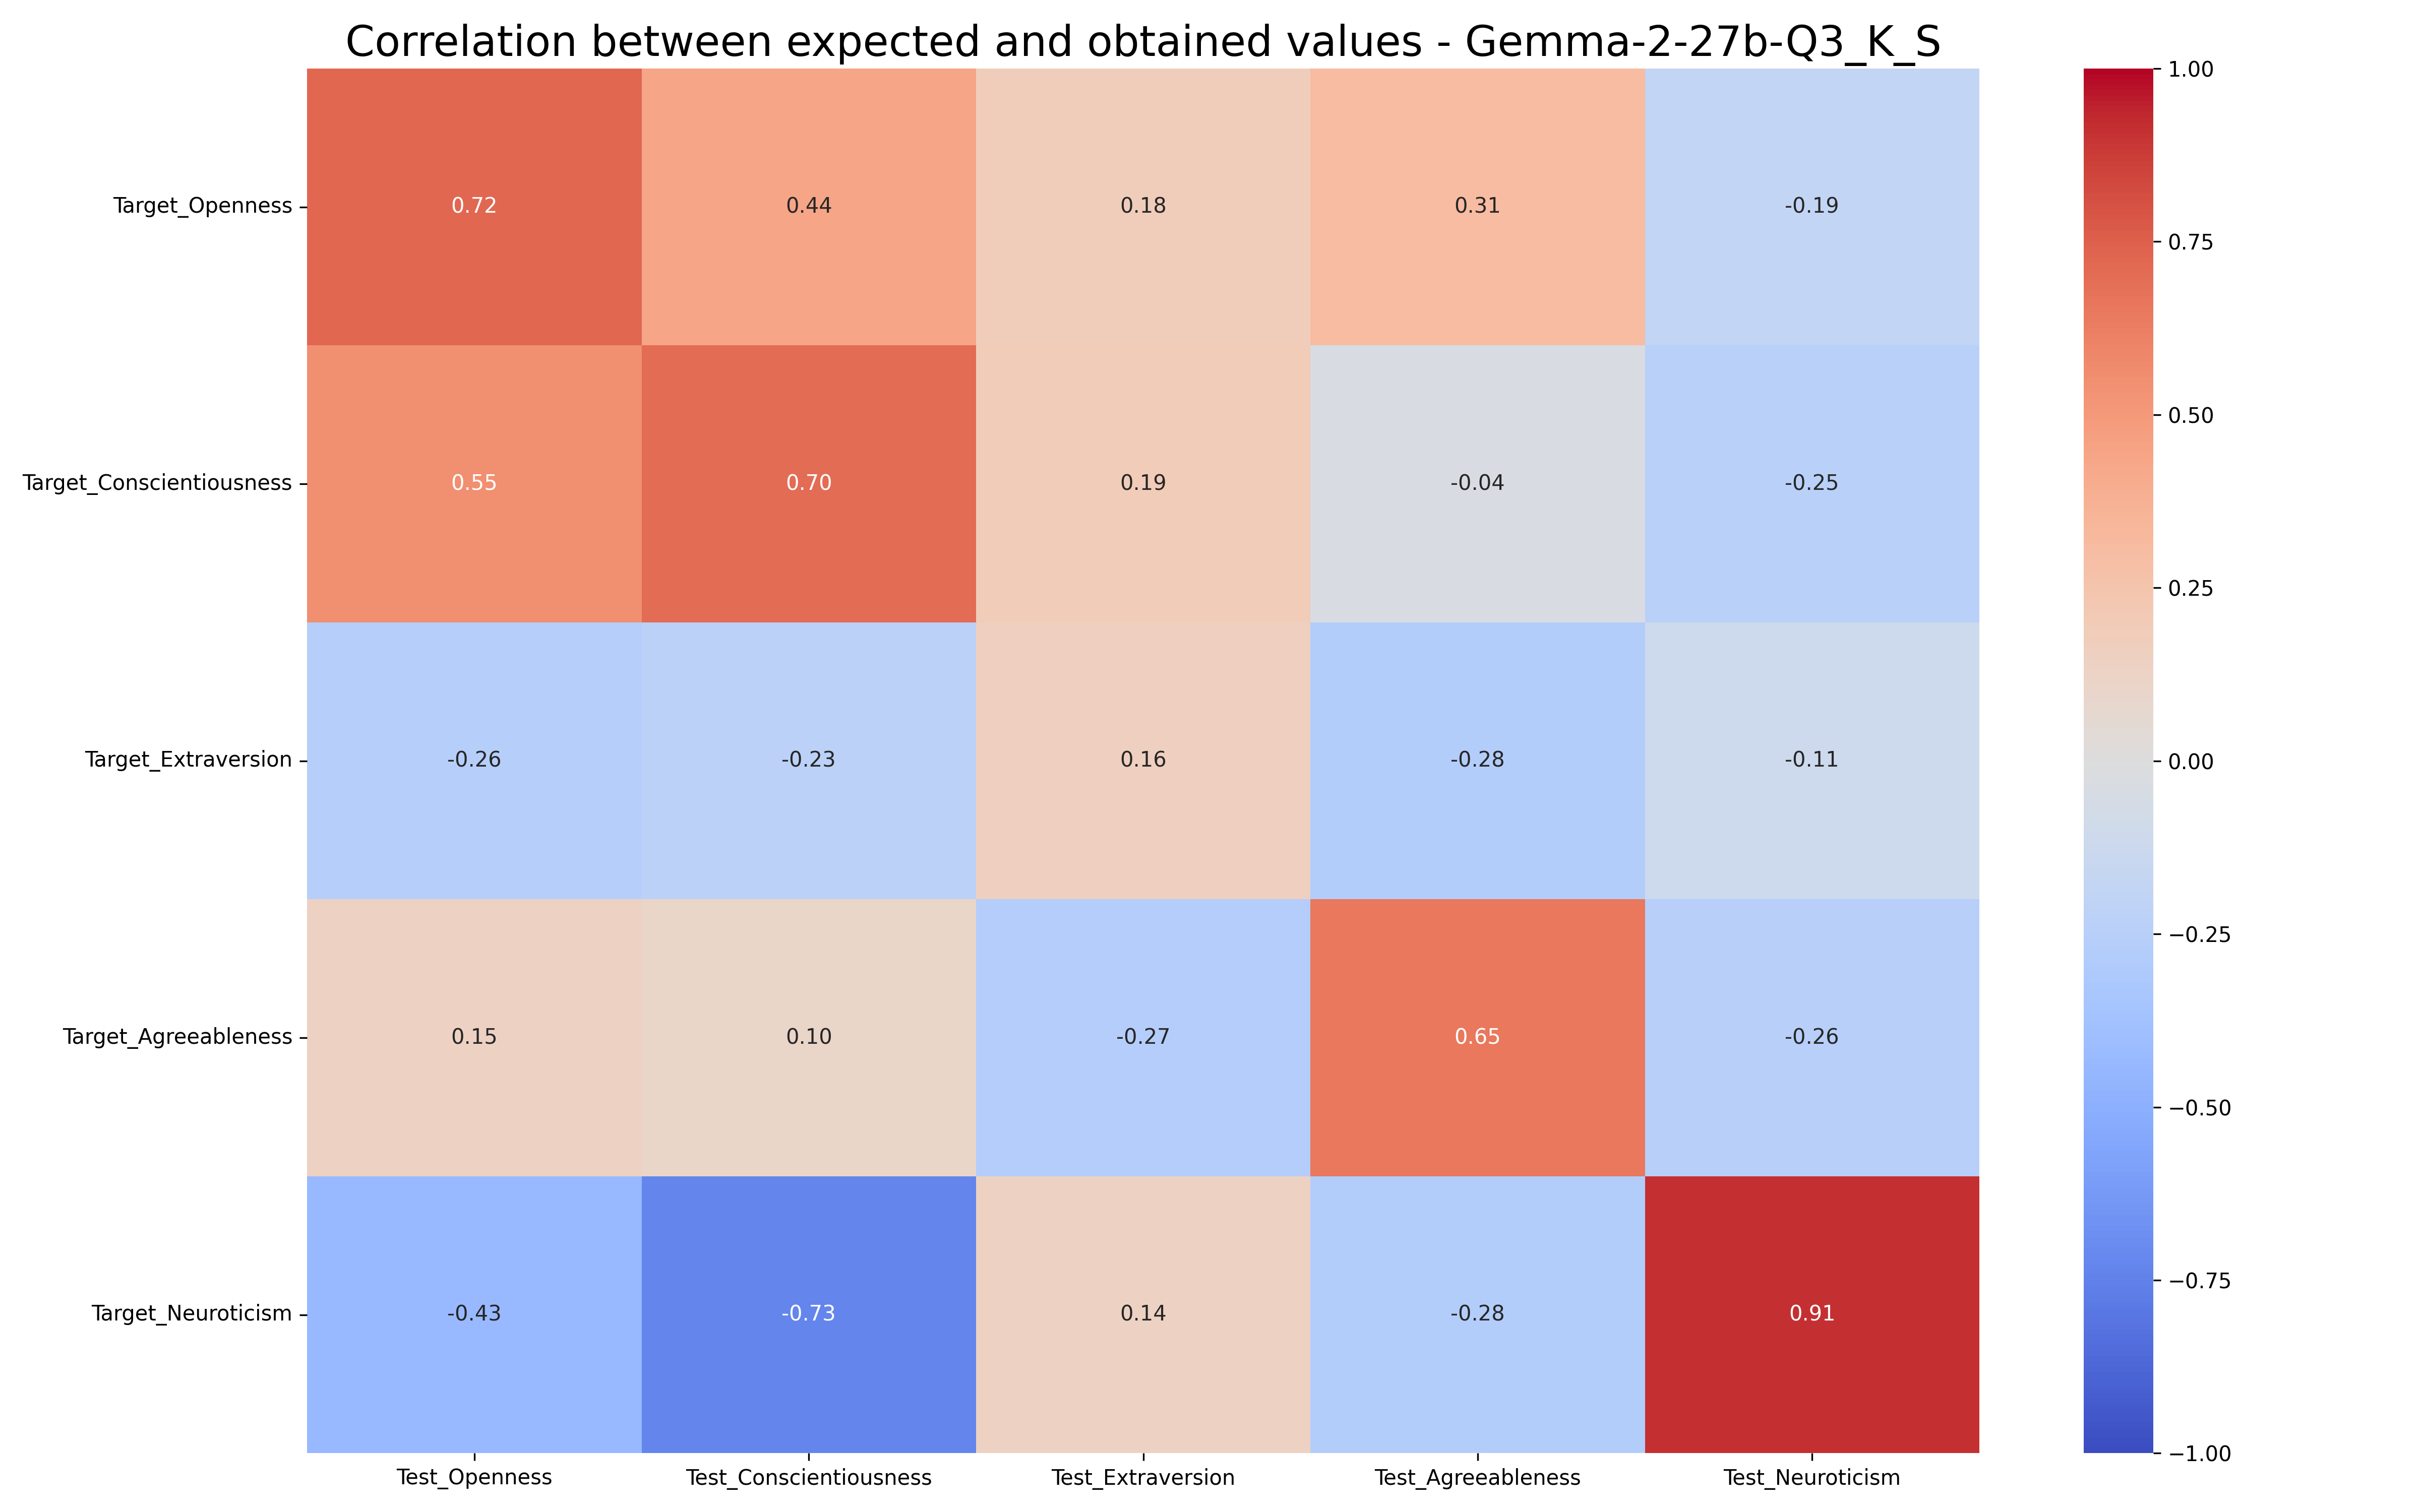 Correlation between expected and obtained values - Gemma-2-27b-Q3_K_S
1.00
Target_Openness 0.72 0.44 0.18 0.31 -0.19
0.75
0.50
Target_Conscientiousness 0.55 0.70 0.19 -0.04 -0.25
0.25
Target_Extraversion -0.26 -0.23 0.16 -0.28 -0.11 0.00
−0.25
Target_Agreeableness 0.15 0.10 -0.27 0.65 -0.26
−0.50
−0.75
Target_Neuroticism -0.43 -0.73 0.14 -0.28 0.91
−1.00
Test_Openness Test_Conscientiousness Test_Extraversion Test_Agreeableness Test_Neuroticism